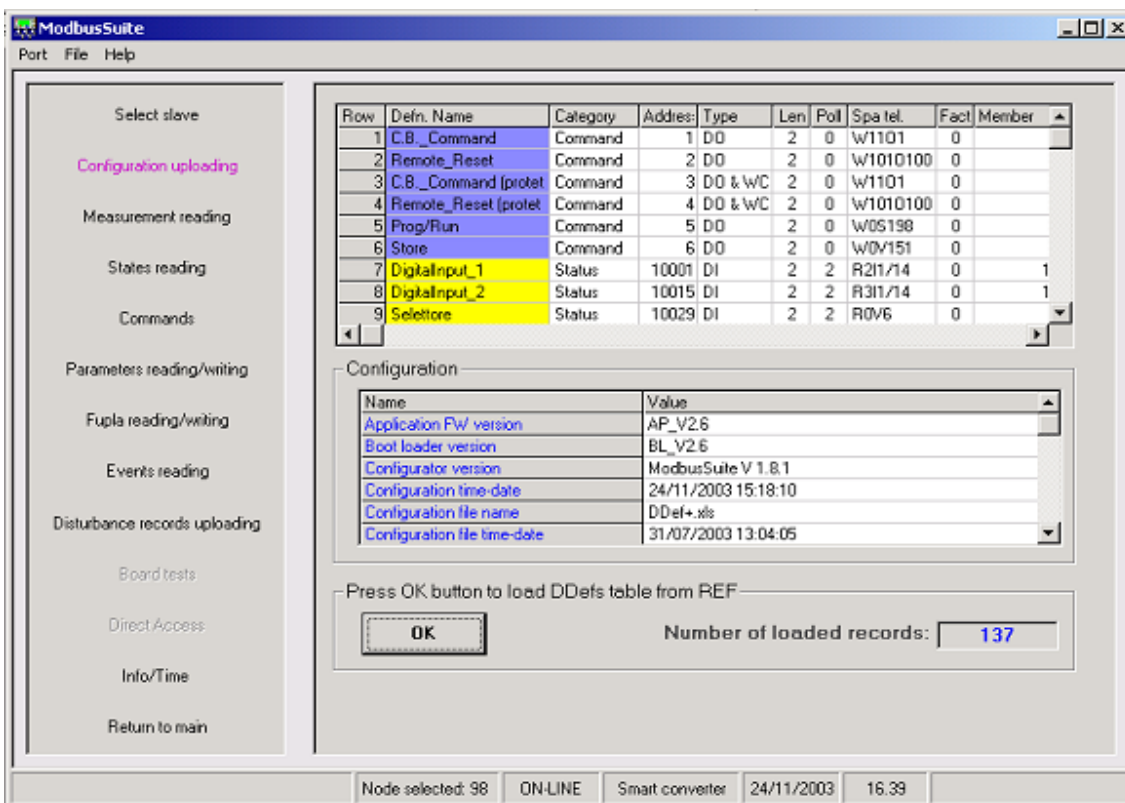 ModbusSuite
Port File Help
Select slave
Configuration uploading
Measurement reading
States reading
Commands
Parameters reading/writing
Fupla reading/writing
Events reading
Disturbance records uploading
Board tests
Direct Access
Info/Time
Return to main
Row Defn. Name Category Addres: Type Len Poll Spa tel. Fact Member
1 C.B._Command Command 1 DO 2 0 W1101 0
2 Remote_Reset Command 2 DO 2 0 W1010100 0
3 C.B._Command (protet Command 3 DO & WC 2 0 W1101 0
4 Remote_Reset (protet Command 4 DO & WC 2 0 W1010100 0
5 Prog/Run Command 5 DO 2 0 W0S198 0
6 Store Command 6 DO 2 0 W0V151 0
7 DigitalInput_1 Status 10001 DI 2 2 R2I1/14 0 1
8 DigitalInput_2 Status 10015 DI 2 2 R3I1/14 0 1
9 Selettore Status 10029 DI 2 2 R0V6 0
Configuration
Name Value
Application FW version AP_V2.6
Boot loader version BL_V2.6
Configurator version ModbusSuite V 1.8.1
Configuration time-date 24/11/2003 15:18:10
Configuration file name DDef+.xls
Configuration file time-date 31/07/2003 13:04:05
Press OK button to load DDefs table from REF
OK Number of loaded records: 137
Node selected: 98 ON-LINE Smart converter 24/11/2003 16.39